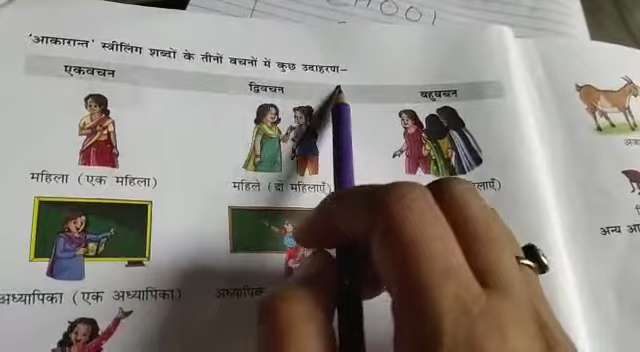 'आकारान्त' स्त्रीलिंग शब्दों के तीनों वचनों में कुछ उदाहरण–
एकवचन द्विवचन बहुवचन
महिला (एक महिला) महिले (दो महिलाएँ)
अध्यापिका (एक अध्यापिका)
अन्य